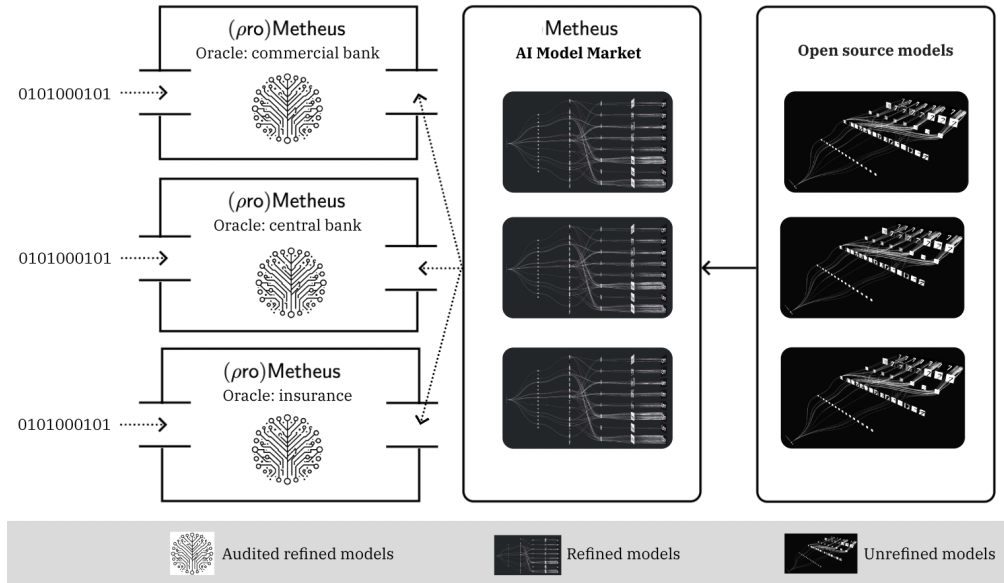 (ρro)Metheus
Oracle: commercial bank
0101000101
(ρro)Metheus
Oracle: central bank
0101000101
(ρro)Metheus
Oracle: insurance
0101000101
Metheus
AI Model Market
Open source models
Audited refined models
Refined models
Unrefined models